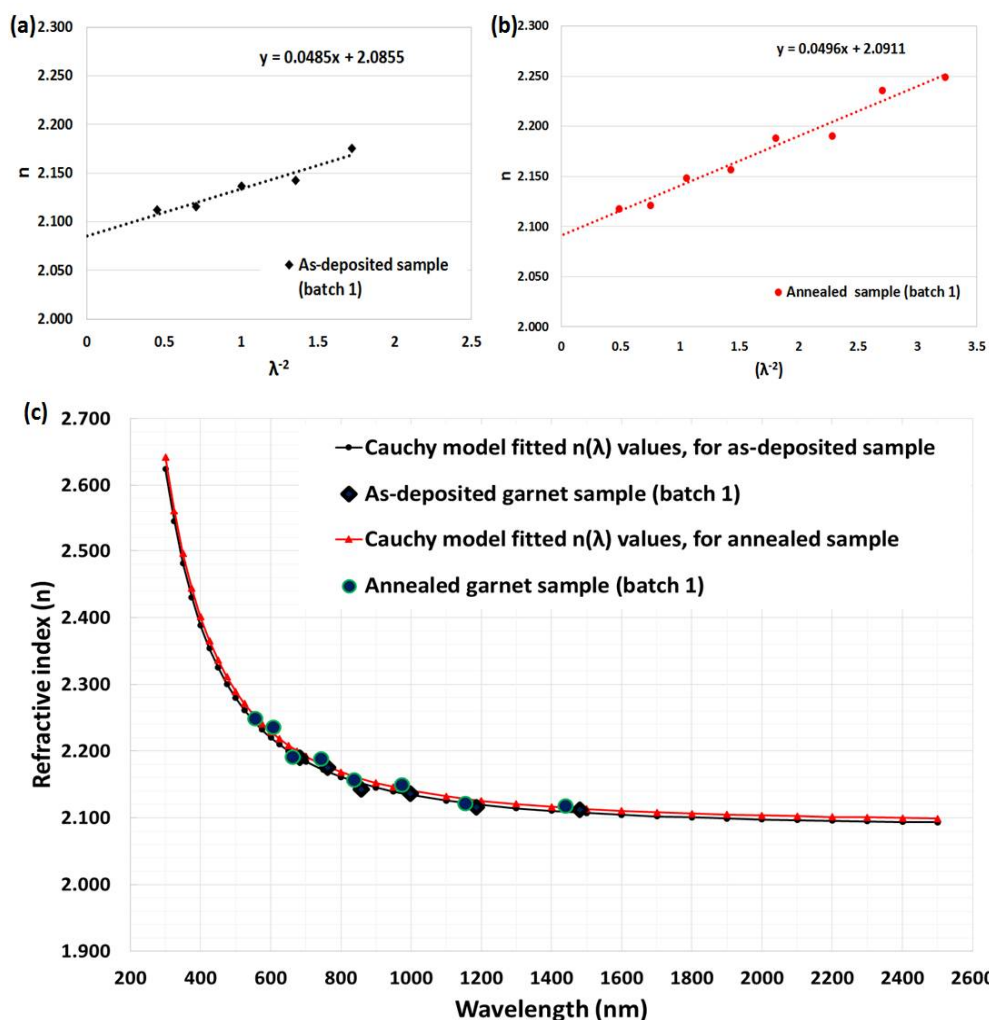 (a)
2.300
2.250
2.200
2.150
2.100
2.050
2.000
n
y = 0.0485x + 2.0855
As-deposited sample
(batch 1)
0 0.5 1 1.5 2 2.5
λ⁻²
(b)
2.300
2.250
2.200
2.150
2.100
2.050
2.000
n
y = 0.0496x + 2.0911
Annealed sample (batch 1)
0 0.5 1 1.5 2 2.5 3 3.5
(λ⁻²)
(c)
2.700
2.600
2.500
2.400
2.300
2.200
2.100
2.000
1.900
Refractive index (n)
Cauchy model fitted n(λ) values, for as-deposited sample
As-deposited garnet sample (batch 1)
Cauchy model fitted n(λ) values, for annealed sample
Annealed garnet sample (batch 1)
200 400 600 800 1000 1200 1400 1600 1800 2000 2200 2400 2600
Wavelength (nm)